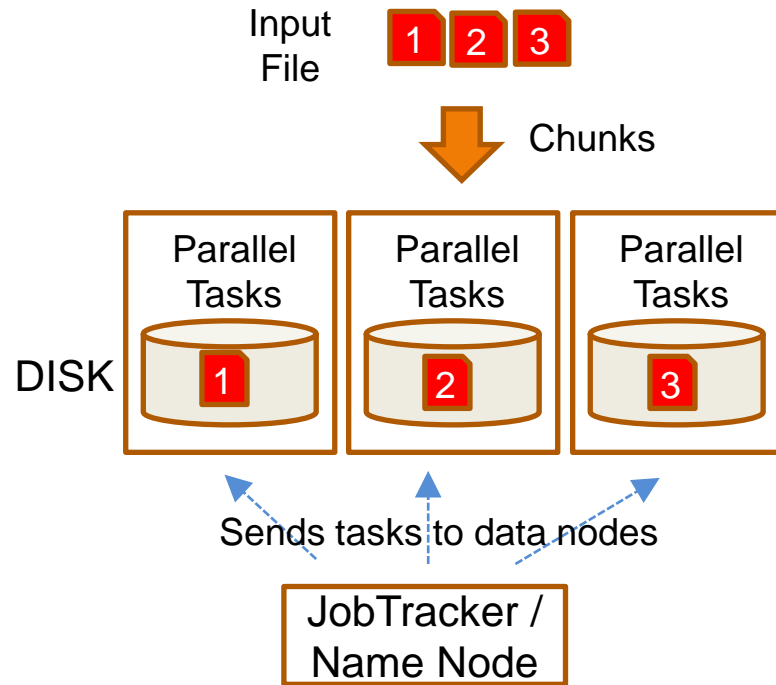 Input
File
1 2 3
Chunks
Parallel
Tasks
Parallel
Tasks
Parallel
Tasks
DISK
1
2
3
Sends tasks to data nodes
JobTracker /
Name Node